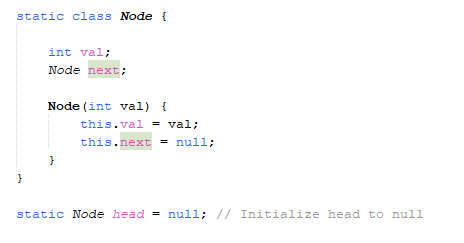 static class Node {
int val;
Node next;
Node(int val) {
this.val = val;
this.next = null;
}
}
static Node head = null; // Initialize head to null